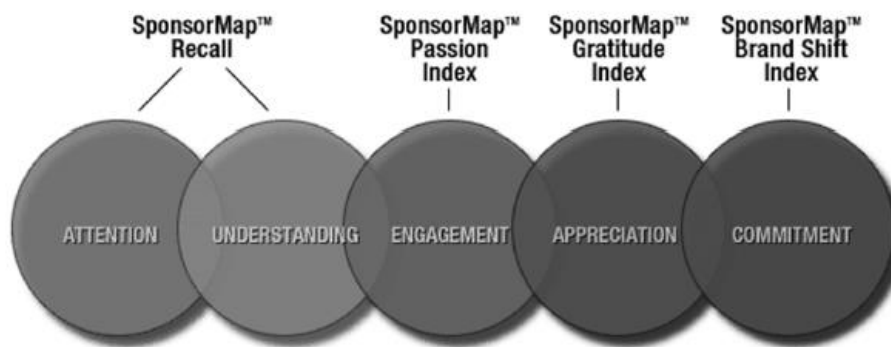 SponsorMap™
Recall
SponsorMap™
Passion
Index
SponsorMap™
Gratitude
Index
SponsorMap™
Brand Shift
Index
ATTENTION
UNDERSTANDING
ENGAGEMENT
APPRECIATION
COMMITMENT